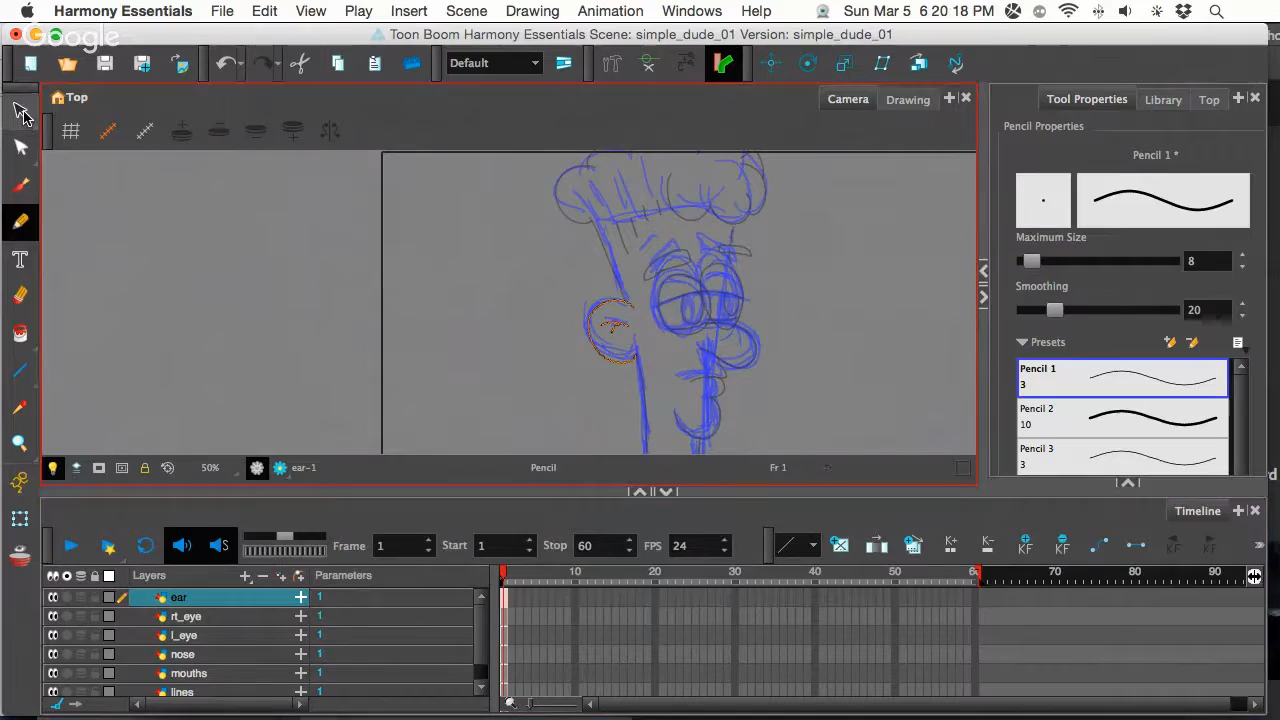 Harmony Essentials File Edit View Play Insert Scene Drawing Animation Windows Help Sun Mar 5 6 20 18 PM
Google
Toon Boom Harmony Essentials Scene: simple_dude_01 Version: simple_dude_01
Default
Top Camera Drawing
Tool Properties Library Top
Pencil Properties
Pencil 1 *
Maximum Size
8
Smoothing
20
Presets
Pencil 1
3
Pencil 2
10
Pencil 3
3
50% ear-1 Pencil Fr 1
Timeline
Frame 1 Start 1 Stop 60 FPS 24
Layers Parameters 10 20 30 40 50 60 70 80 90
ear 1
rt_eye 1
l_eye 1
nose 1
mouths 1
lines 1